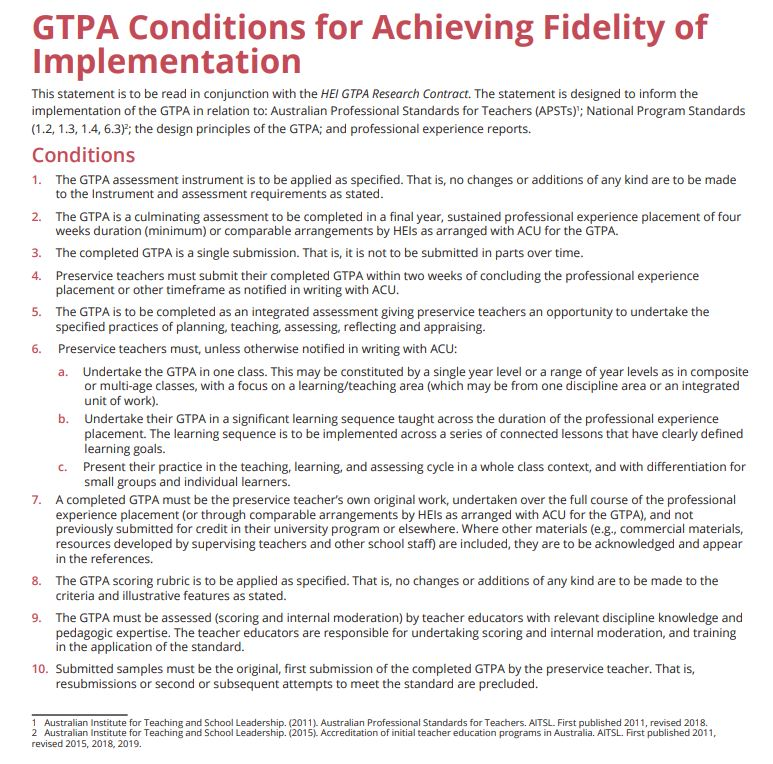 GTPA Conditions for Achieving Fidelity of
Implementation
This statement is to be read in conjunction with the HEI GTPA Research Contract. The statement is designed to inform the
implementation of the GTPA in relation to: Australian Professional Standards for Teachers (APSTs)¹; National Program Standards
(1.2, 1.3, 1.4, 6.3)²; the design principles of the GTPA; and professional experience reports.
Conditions
1. The GTPA assessment instrument is to be applied as specified. That is, no changes or additions of any kind are to be made
to the Instrument and assessment requirements as stated.
2. The GTPA is a culminating assessment to be completed in a final year, sustained professional experience placement of four
weeks duration (minimum) or comparable arrangements by HEIs as arranged with ACU for the GTPA.
3. The completed GTPA is a single submission. That is, it is not to be submitted in parts over time.
4. Preservice teachers must submit their completed GTPA within two weeks of concluding the professional experience
placement or other timeframe as notified in writing with ACU.
5. The GTPA is to be completed as an integrated assessment giving preservice teachers an opportunity to undertake the
specified practices of planning, teaching, assessing, reflecting and appraising.
6. Preservice teachers must, unless otherwise notified in writing with ACU:
a. Undertake the GTPA in one class. This may be constituted by a single year level or a range of year levels as in composite
or multi-age classes, with a focus on a learning/teaching area (which may be from one discipline area or an integrated
unit of work).
b. Undertake their GTPA in a significant learning sequence taught across the duration of the professional experience
placement. The learning sequence is to be implemented across a series of connected lessons that have clearly defined
learning goals.
c. Present their practice in the teaching, learning, and assessing cycle in a whole class context, and with differentiation for
small groups and individual learners.
7. A completed GTPA must be the preservice teacher's own original work, undertaken over the full course of the professional
experience placement (or through comparable arrangements by HEIs as arranged with ACU for the GTPA), and not
previously submitted for credit in their university program or elsewhere. Where other materials (e.g., commercial materials,
resources developed by supervising teachers and other school staff) are included, they are to be acknowledged and appear
in the references.
8. The GTPA scoring rubric is to be applied as specified. That is, no changes or additions of any kind are to be made to the
criteria and illustrative features as stated.
9. The GTPA must be assessed (scoring and internal moderation) by teacher educators with relevant discipline knowledge and
pedagogic expertise. The teacher educators are responsible for undertaking scoring and internal moderation, and training
in the application of the standard.
10. Submitted samples must be the original, first submission of the completed GTPA by the preservice teacher. That is,
resubmissions or second or subsequent attempts to meet the standard are precluded.
1 Australian Institute for Teaching and School Leadership. (2011). Australian Professional Standards for Teachers. AITSL. First published 2011, revised 2018.
2 Australian Institute for Teaching and School Leadership. (2015). Accreditation of initial teacher education programs in Australia. AITSL. First published 2011,
revised 2015, 2018, 2019.